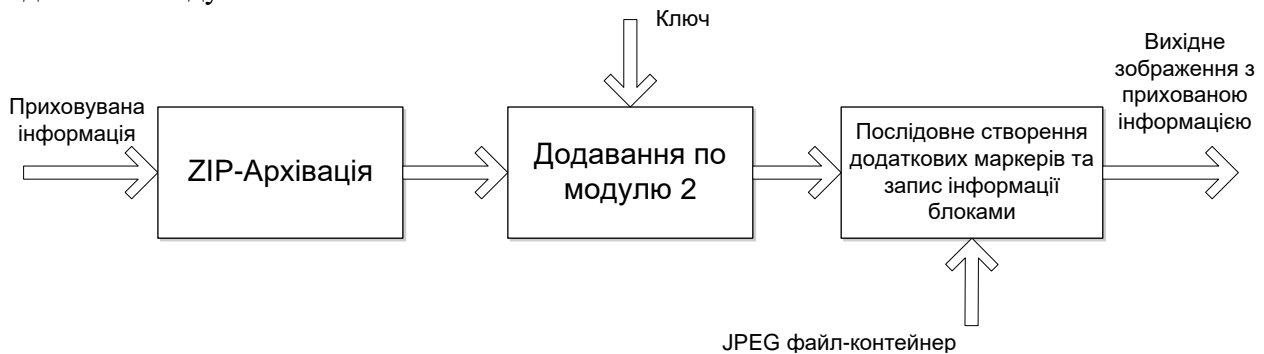 Ключ
Вихідне
зображення з
прихованою
інформацією
Приховувана
інформація
ZIP-Архівація
Додавання по
модулю 2
Послідовне створення
додаткових маркерів та
запис інформації
блоками
JPEG файл-контейнер